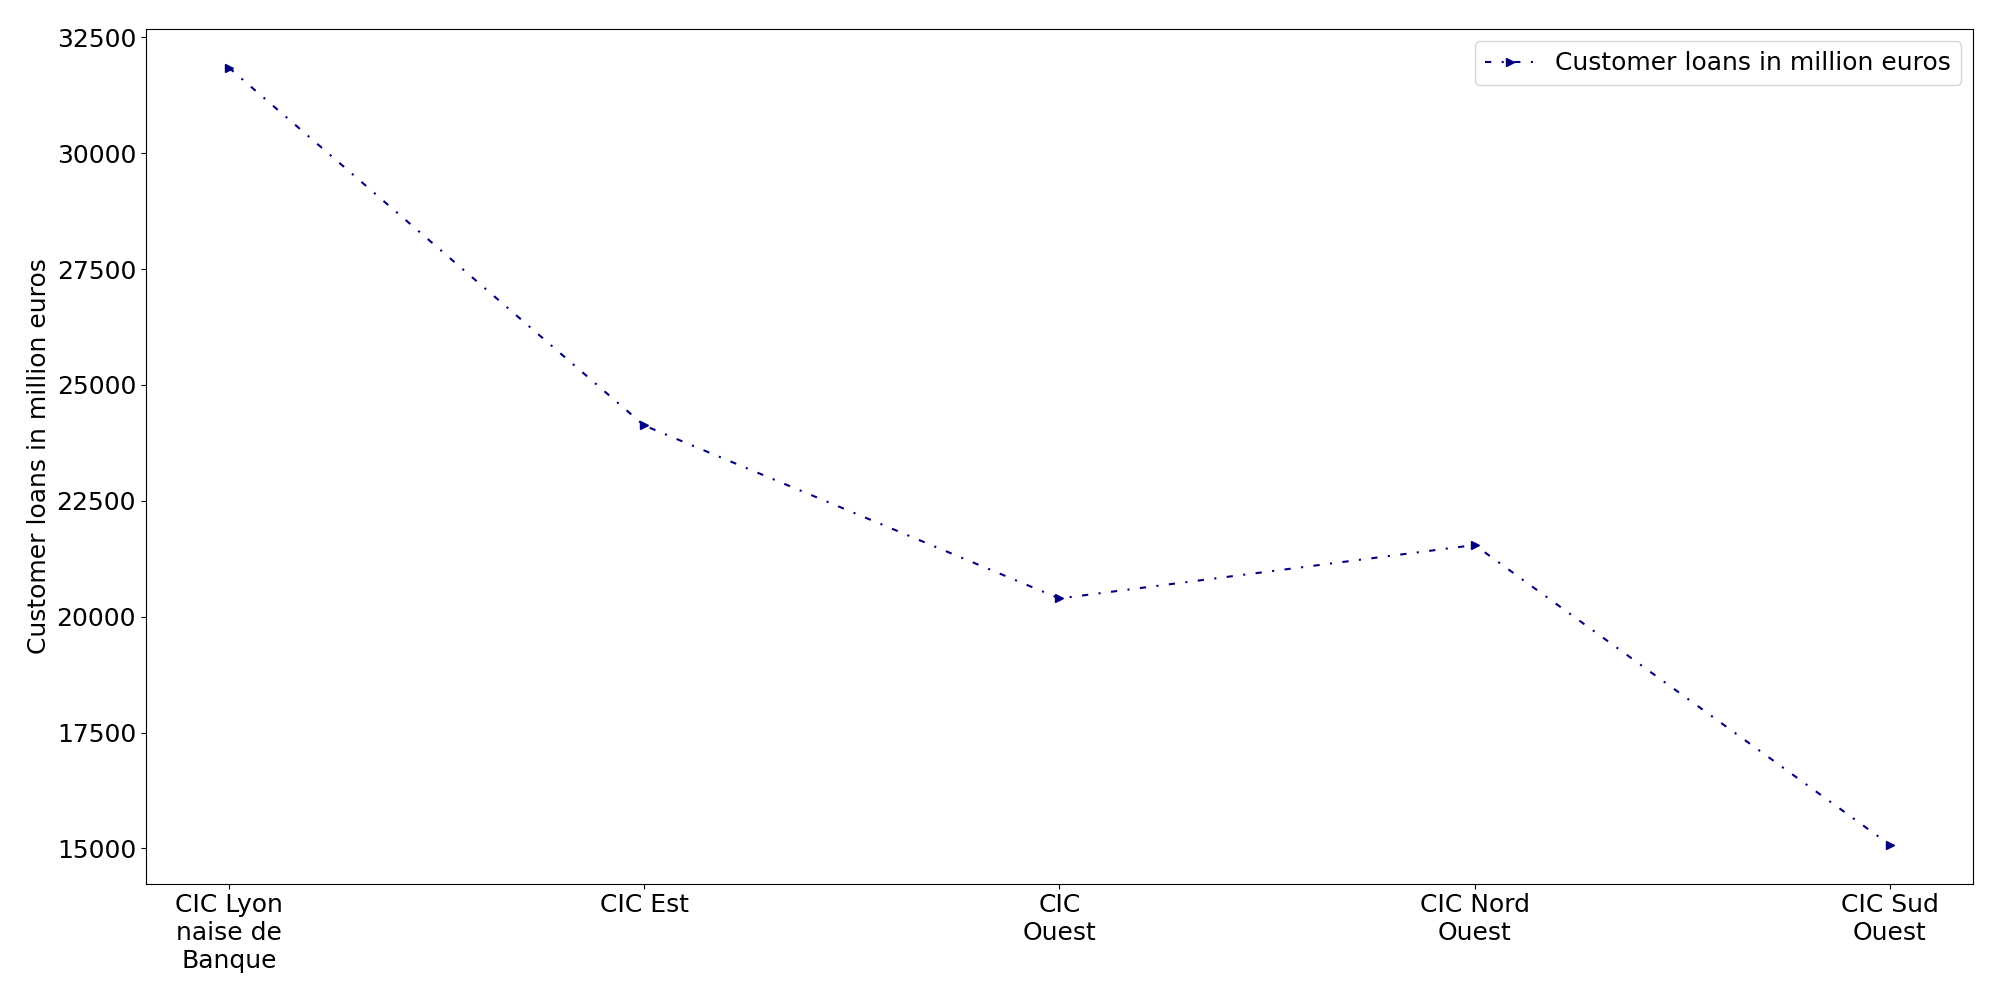 Customer loans in million euros
Customer loans in million euros
32500
30000
27500
25000
22500
20000
17500
15000
CIC Lyon
naise de
Banque
CIC Est
CIC
Ouest
CIC Nord
Ouest
CIC Sud
Ouest